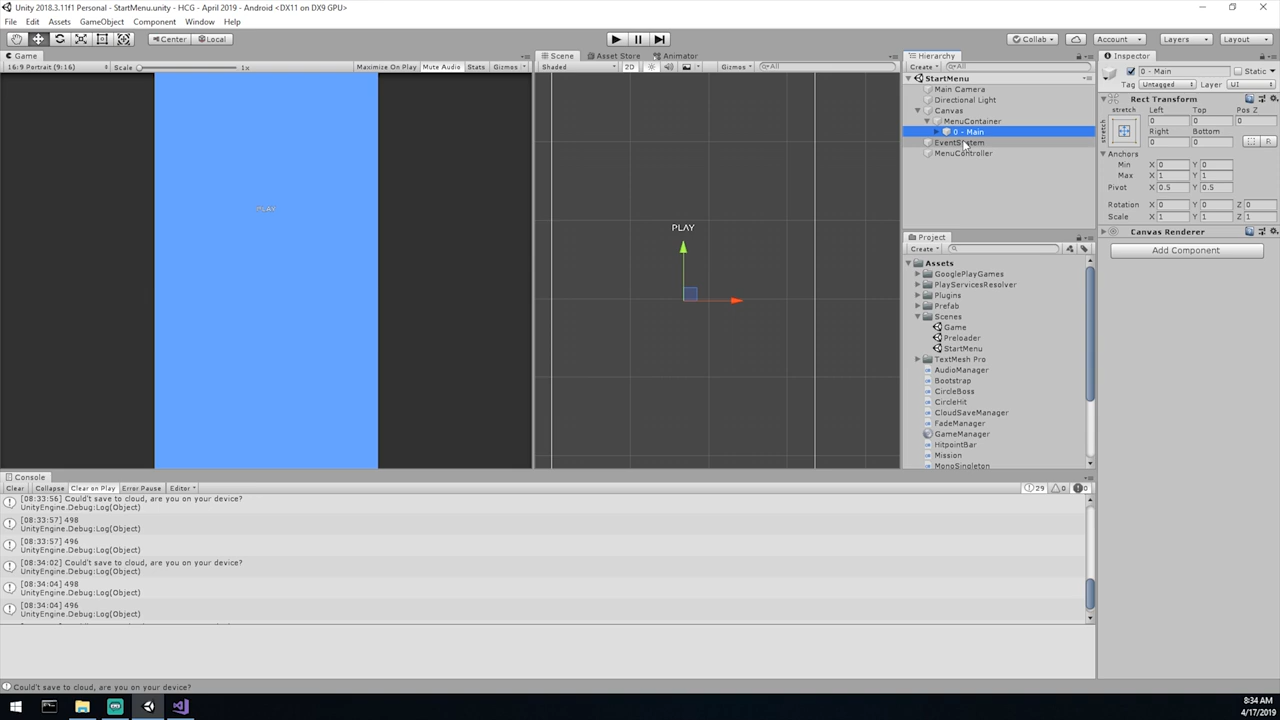 Unity 2018.3.11f1 Personal - StartMenu.unity - HCG - April 2019 - Android <DX11 on DX9 GPU>
File Edit Assets GameObject Component Window Help
Center Local Collab Account Layers Layout
Game
16:9 Portrait (9:16) Scale 1x Maximize On Play Mute Audio Stats Gizmos
PLAY
Scene Asset Store Animator
Shaded 2D Gizmos All
PLAY
Hierarchy
Create All
StartMenu
Main Camera
Directional Light
Canvas
MenuContainer
0 - Main
EventSystem
MenuController
Project
Create
Assets
GooglePlayGames
PlayServicesResolver
Plugins
Prefab
Scenes
Game
Preloader
StartMenu
TextMesh Pro
AudioManager
Bootstrap
CircleBoss
CircleHit
CloudSaveManager
FadeManager
GameManager
HitpointBar
Mission
MonoSingleton
Inspector
0 - Main Static
Tag Untagged Layer UI
Rect Transform
stretch Left Top Pos Z
stretch 0 0 0
Right Bottom
0 0 R
Anchors
Min X 0 Y 0
Max X 1 Y 1
Pivot X 0.5 Y 0.5
Rotation X 0 Y 0 Z 0
Scale X 1 Y 1 Z 1
Canvas Renderer
Add Component
Console
Clear Collapse Clear on Play Error Pause Editor 29 0 0
[08:33:56] Could't save to cloud, are you on your device?
UnityEngine.Debug:Log(Object)
[08:33:57] 498
UnityEngine.Debug:Log(Object)
[08:33:57] 496
UnityEngine.Debug:Log(Object)
[08:34:02] Could't save to cloud, are you on your device?
UnityEngine.Debug:Log(Object)
[08:34:04] 498
UnityEngine.Debug:Log(Object)
[08:34:04] 496
UnityEngine.Debug:Log(Object)
Could't save to cloud, are you on your device?
8:34 AM
4/17/2019